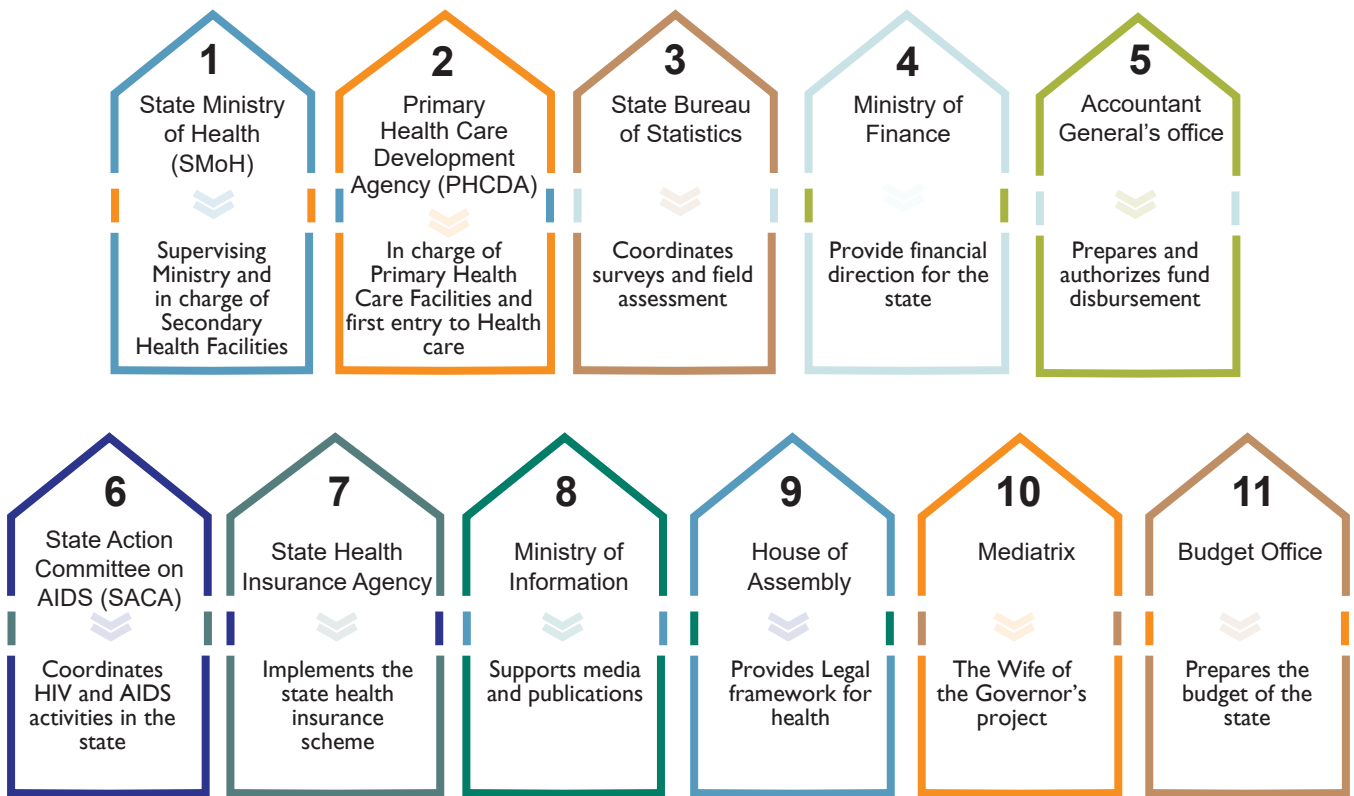 1
State Ministry
of Health
(SMoH)
Supervising
Ministry and
in charge of
Secondary
Health Facilities
2
Primary
Health Care
Development
Agency (PHCDA)
In charge of
Primary Health
Care Facilities and
first entry to Health
care
3
State Bureau
of Statistics
Coordinates
surveys and field
assessment
4
Ministry of
Finance
Provide financial
direction for the
state
5
Accountant
General's office
Prepares and
authorizes fund
disbursement
6
State Action
Committee on
AIDS (SACA)
Coordinates
HIV and AIDS
activities in the
state
7
State Health
Insurance Agency
Implements the
state health
insurance
scheme
8
Ministry of
Information
Supports media
and publications
9
House of
Assembly
Provides Legal
framework for
health
10
Mediatrix
The Wife of
the Governor's
project
11
Budget Office
Prepares the
budget of the
state